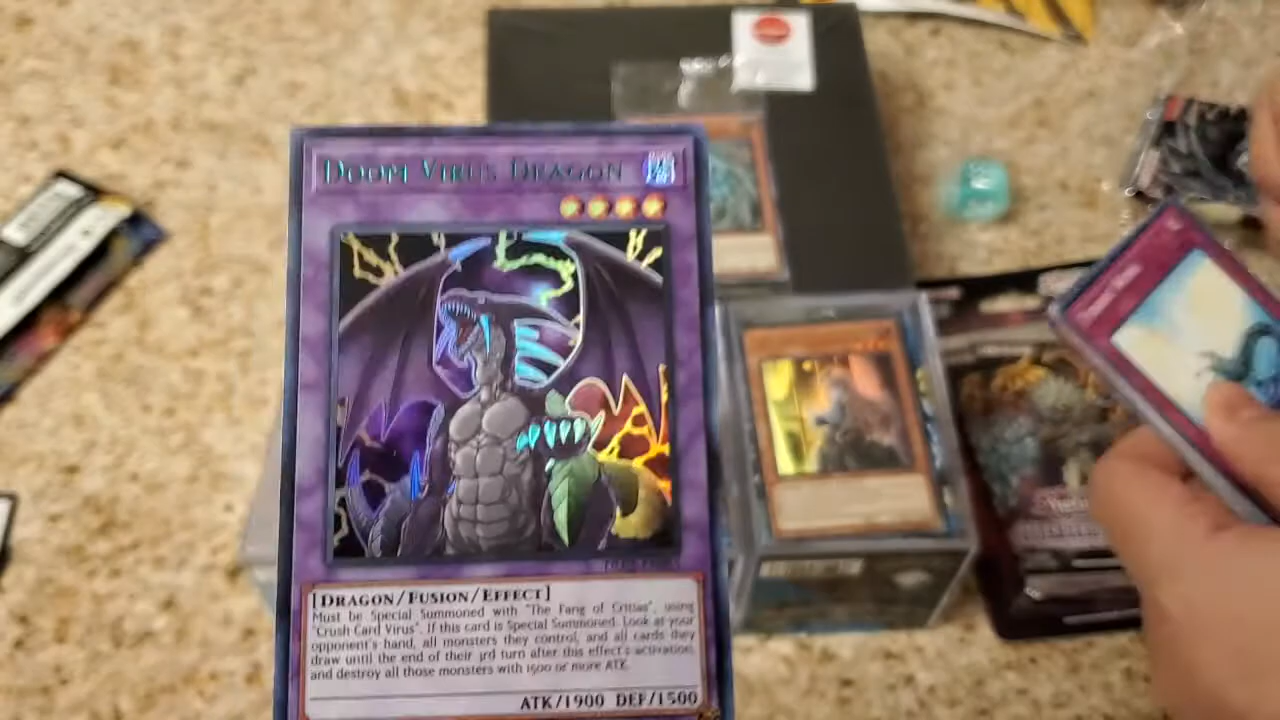 Doom Virus Dragon
[Dragon/Fusion/Effect]
Must be Special Summoned with "The Fang of Critias", using
"Crush Card Virus". If this card is Special Summoned: Look at your
opponent's hand, all monsters they control, and all cards they
draw until the end of their 3rd turn after this effect's activation,
and destroy all those monsters with 1500 or more ATK.
ATK/1900 DEF/1500